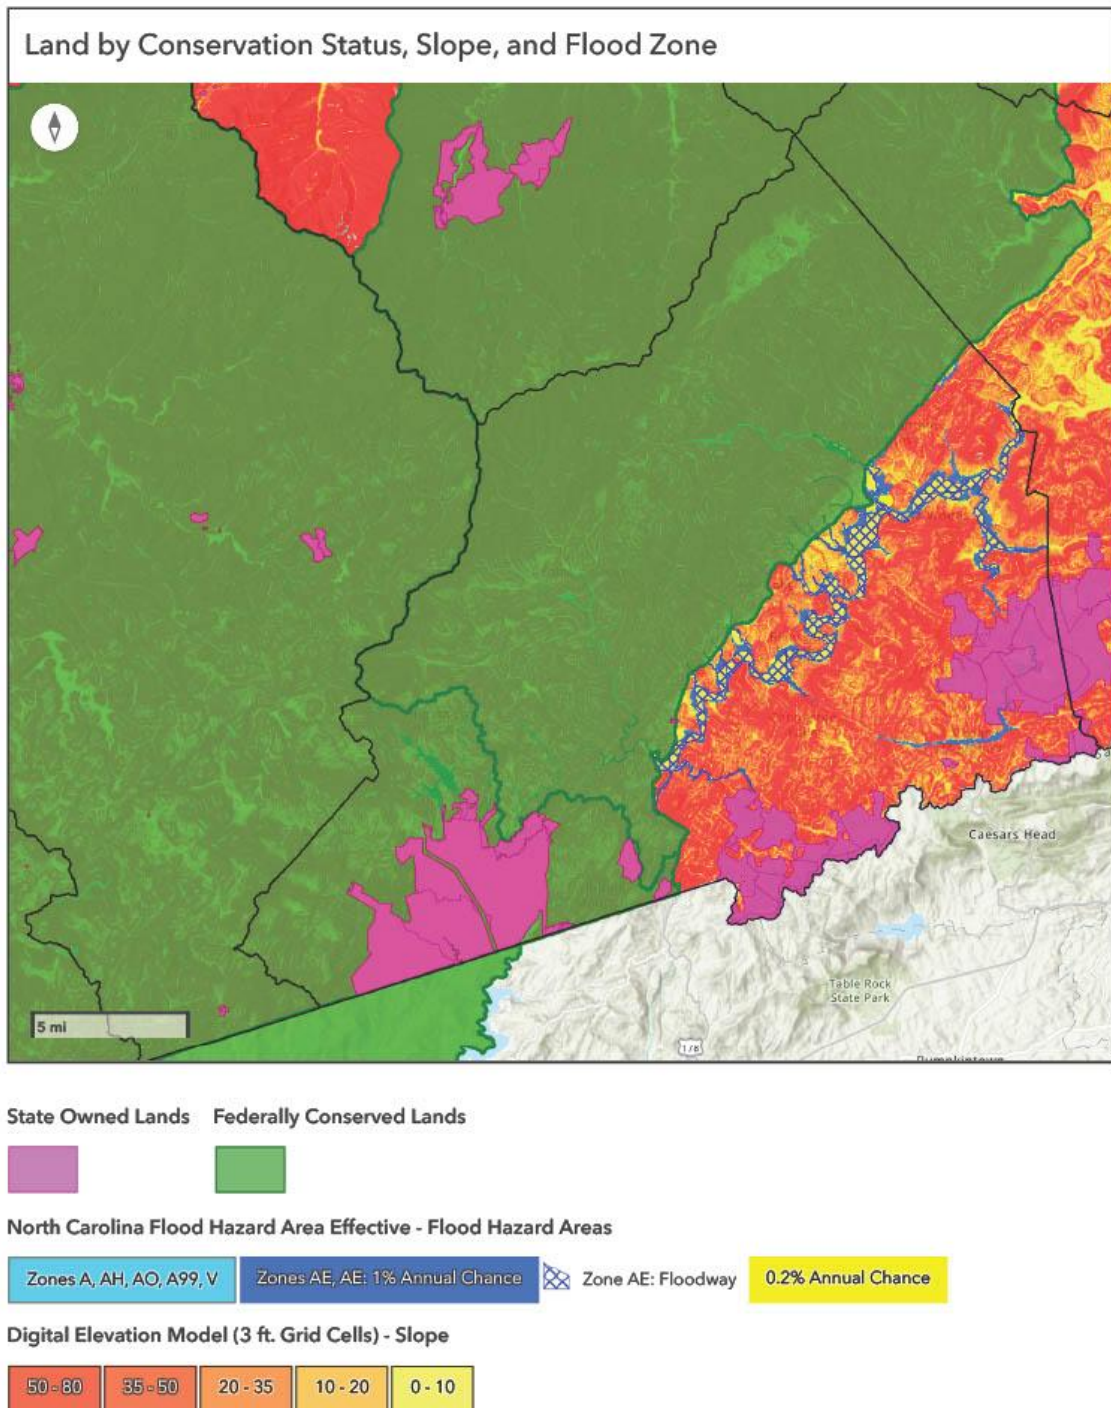 Land by Conservation Status, Slope, and Flood Zone
Caesars Head
Table Rock
State Park
5 mi
178
State Owned Lands Federally Conserved Lands
North Carolina Flood Hazard Area Effective - Flood Hazard Areas
Zones A, AH, AO, A99, V Zones AE, AE: 1% Annual Chance Zone AE: Floodway 0.2% Annual Chance
Digital Elevation Model (3 ft. Grid Cells) - Slope
50 - 80 35 - 50 20 - 35 10 - 20 0 - 10